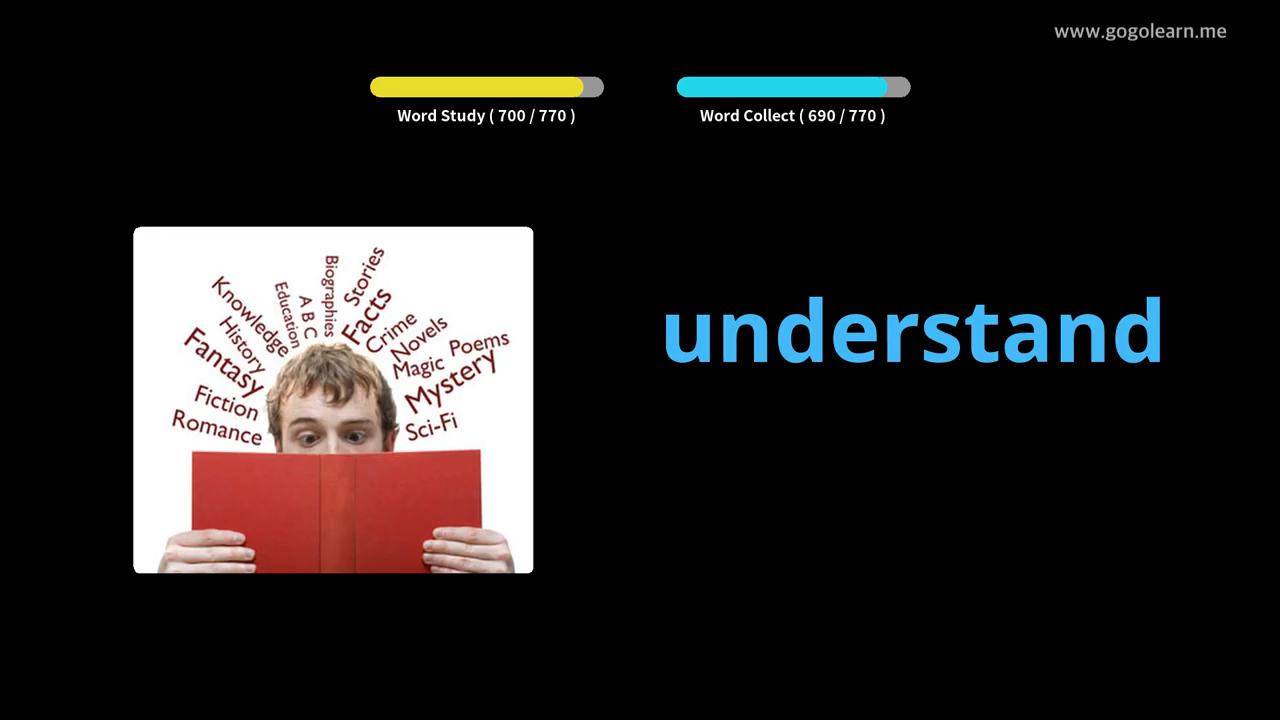 www.gogolearn.me
Word Study ( 700 / 770 )
Word Collect ( 690 / 770 )
Knowledge
Education
A B C
Biographies
Stories
Facts
Crime
Novels
Poems
Magic
Mystery
Sci-Fi
History
Fantasy
Fiction
Romance
understand